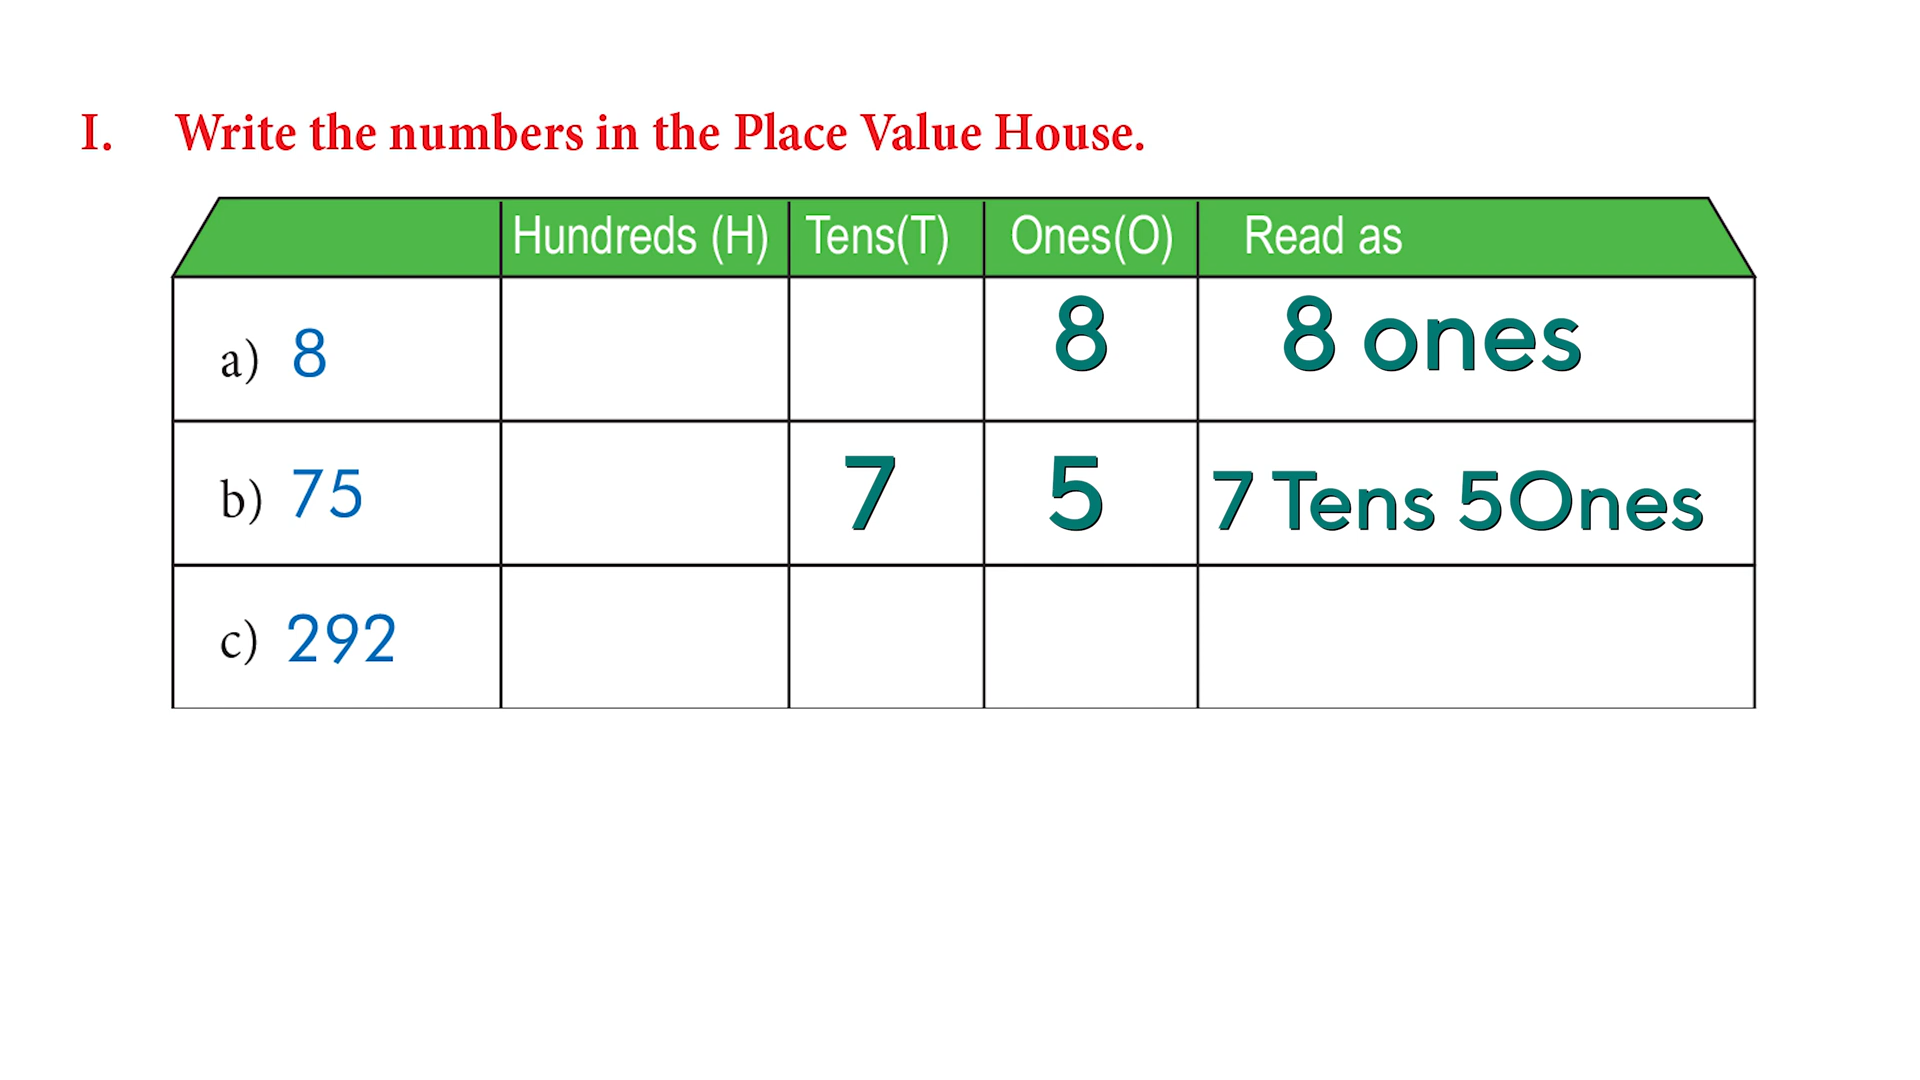 I. Write the numbers in the Place Value House.
Hundreds (H) Tens(T) Ones(O) Read as
a) 8 8 8 ones
b) 75 7 5 7 Tens 5Ones
c) 292